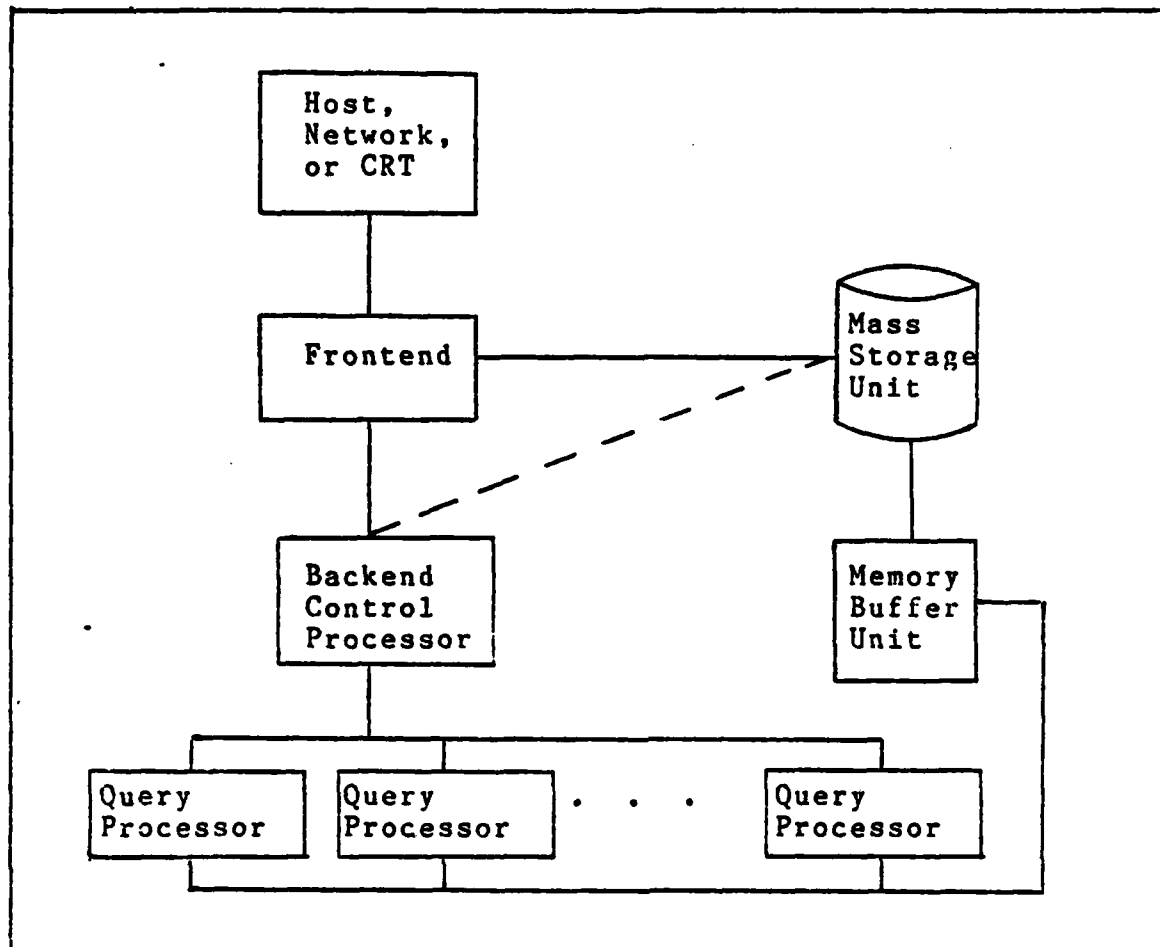 Host,
Network,
or CRT
Frontend
Mass
Storage
Unit
Backend
Control
Processor
Memory
Buffer
Unit
Query
Processor
Query
Processor
. . .
Query
Processor